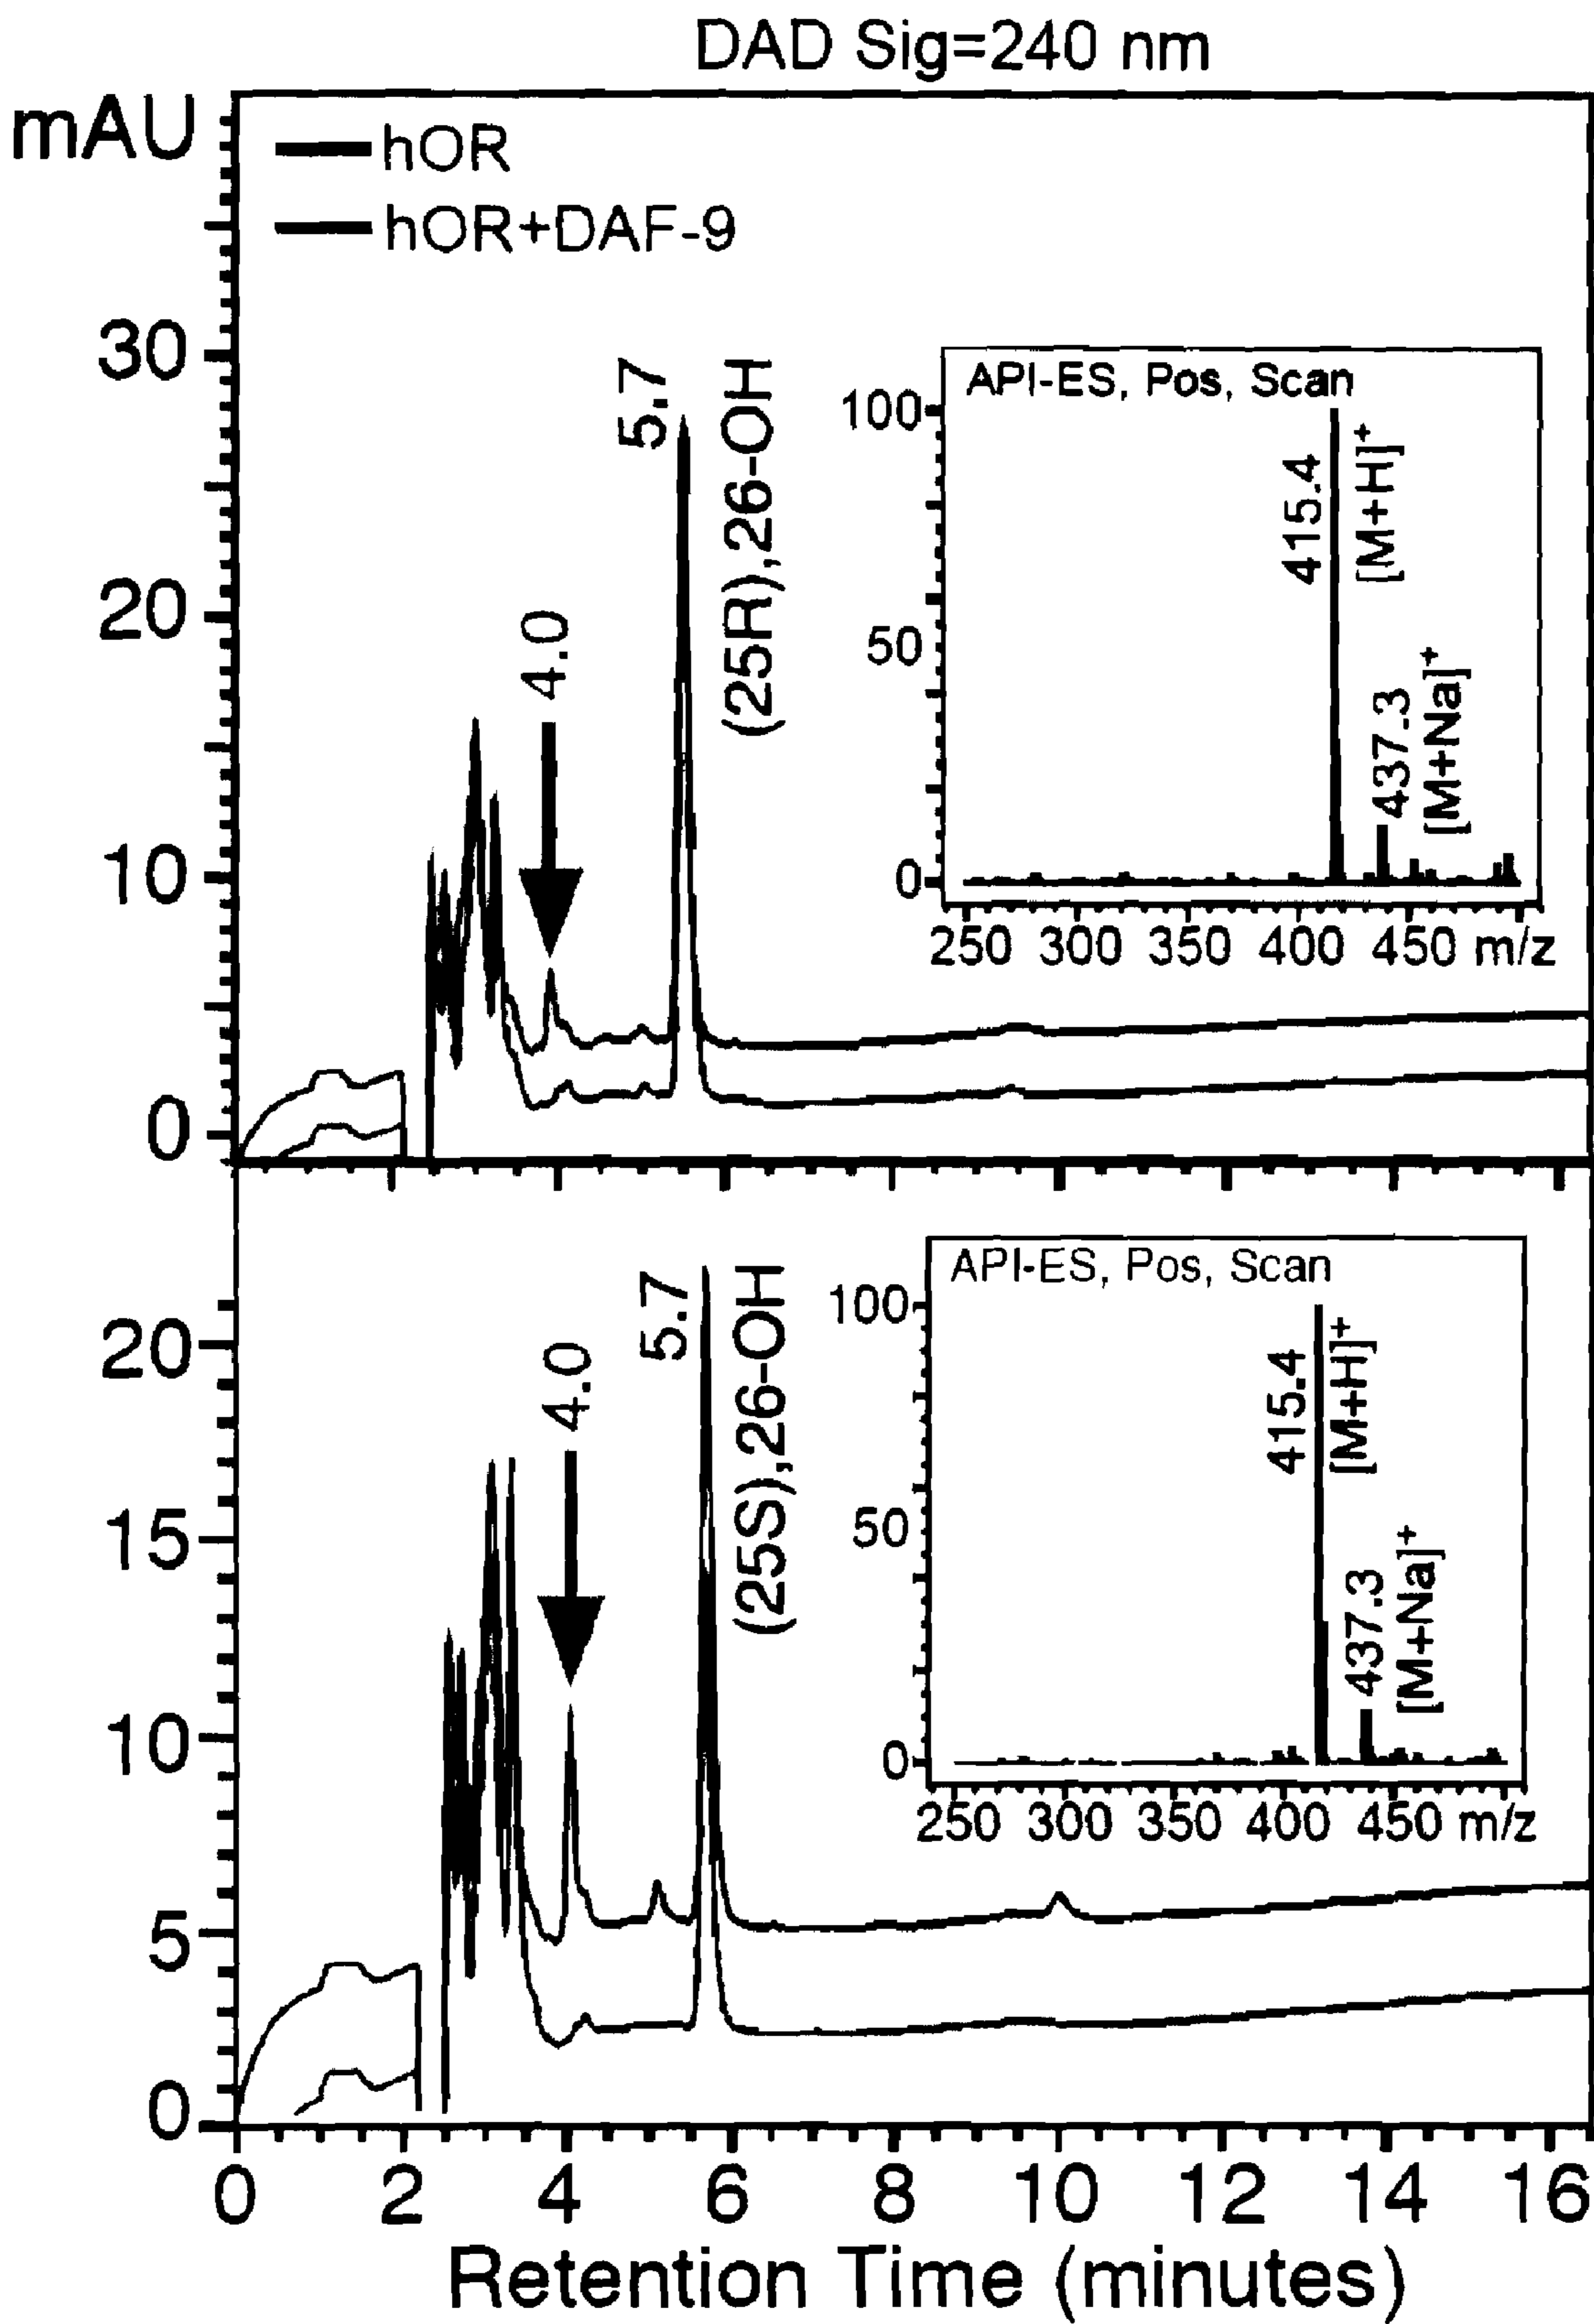 DAD Sig=240 nm
mAU
hOR
hOR+DAF-9
30
20
10
0
4.0
5.7
(25R),26-OH
API-ES, Pos, Scan
100
50
0
415.4
[M+H]+
437.3
[M+Na]+
250 300 350 400 450 m/z
20
15
10
5
0
4.0
5.7
(25S),26-OH
API-ES, Pos, Scan
100
50
0
415.4
[M+H]+
437.3
[M+Na]+
250 300 350 400 450 m/z
0 2 4 6 8 10 12 14 16
Retention Time (minutes)